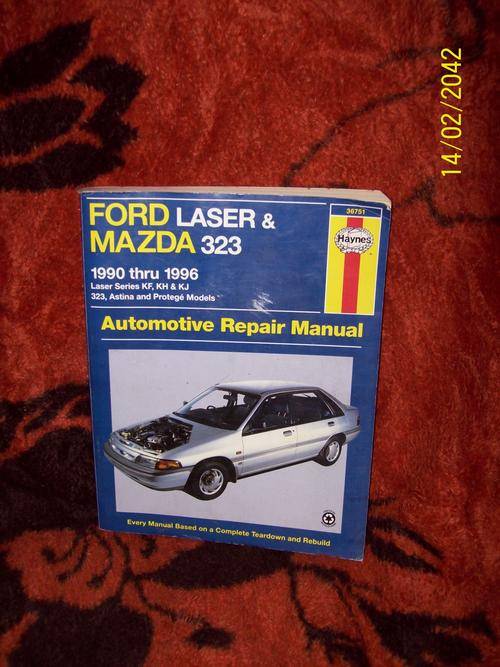 14/02/2042
FORD LASER &
MAZDA 323
36751
Haynes
1990 thru 1996
Laser Series KF, KH & KJ
323, Astina and Protegé Models
Automotive Repair Manual
Every Manual Based on a Complete Teardown and Rebuild